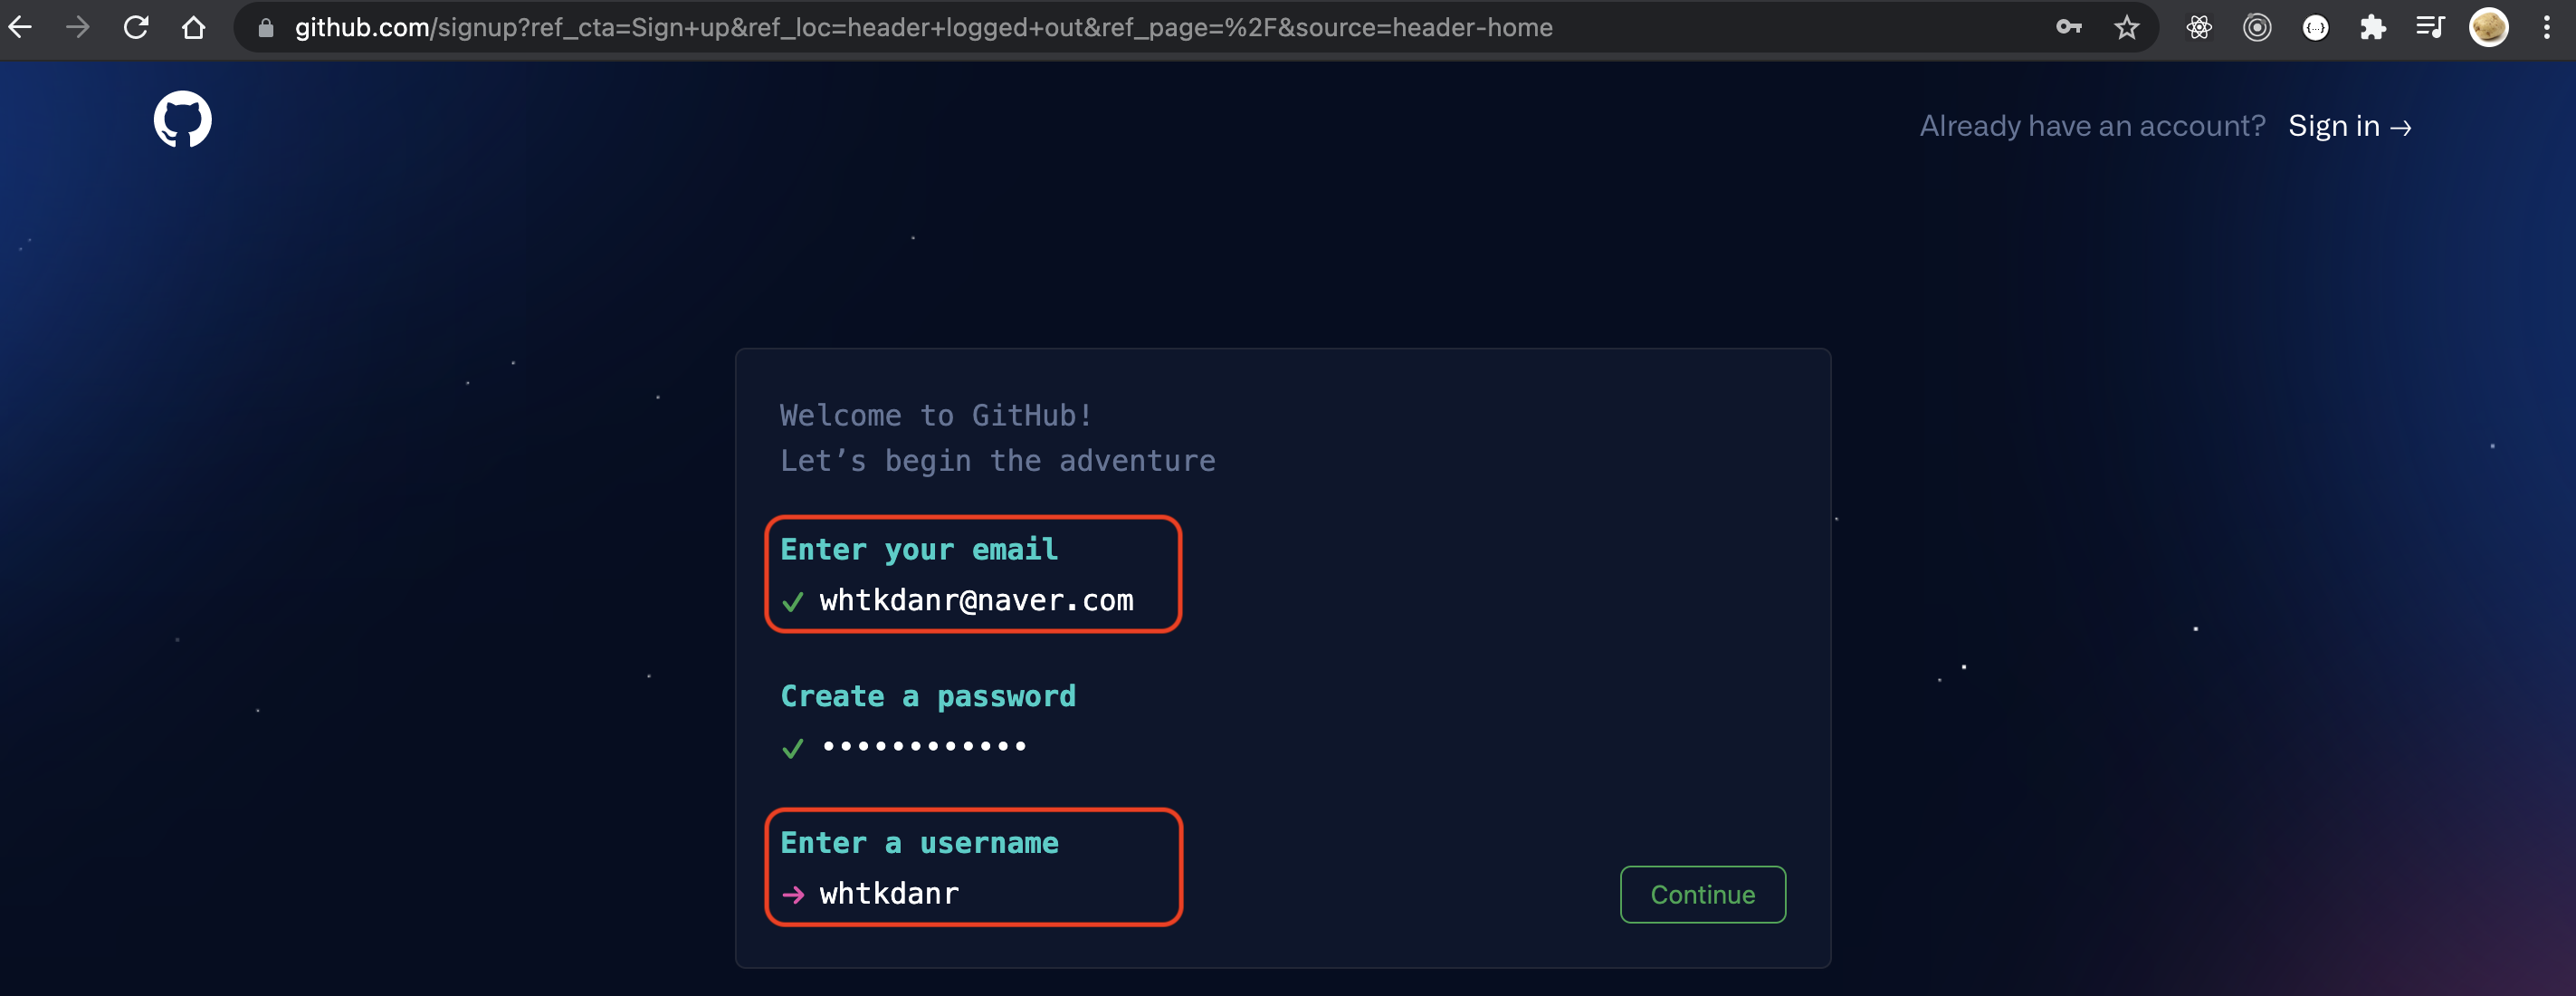 github.com/signup?ref_cta=Sign+up&ref_loc=header+logged+out&ref_page=%2F&source=header-home
Already have an account? Sign in →
Welcome to GitHub!
Let’s begin the adventure
Enter your email
✓ whtkdanr@naver.com
Create a password
✓ ••••••••••••
Enter a username
→ whtkdanr
Continue